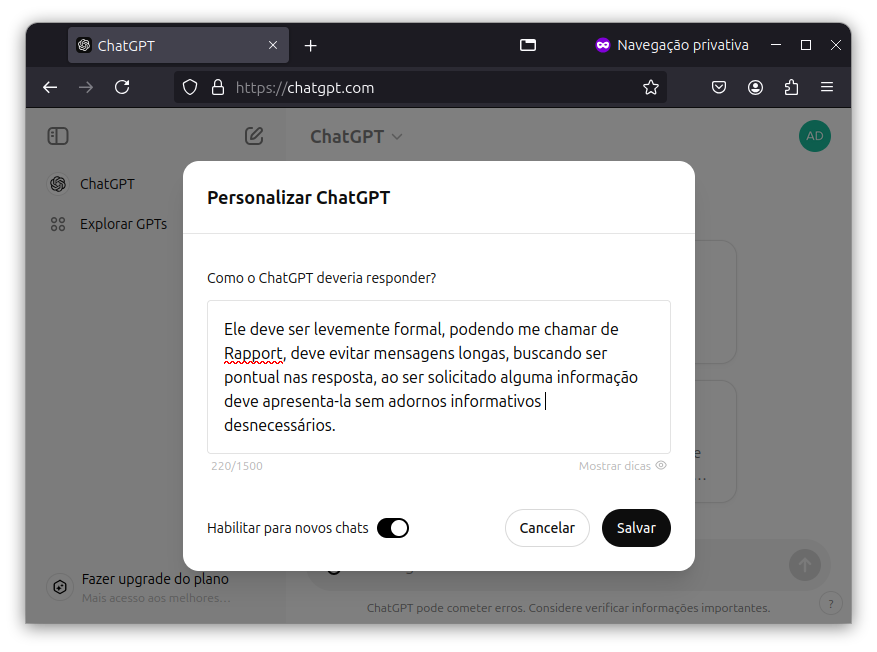 ChatGPT
Navegação privativa
https://chatgpt.com
ChatGPT
AD
ChatGPT
Explorar GPTs
Personalizar ChatGPT
Como o ChatGPT deveria responder?
Ele deve ser levemente formal, podendo me chamar de
Rapport, deve evitar mensagens longas, buscando ser
pontual nas resposta, ao ser solicitado alguma informação
deve apresenta-la sem adornos informativos
desnecessários.
220/1500
Mostrar dicas
Habilitar para novos chats
Cancelar
Salvar
Fazer upgrade do plano
Mais acesso aos melhores...
ChatGPT pode cometer erros. Considere verificar informações importantes.
?